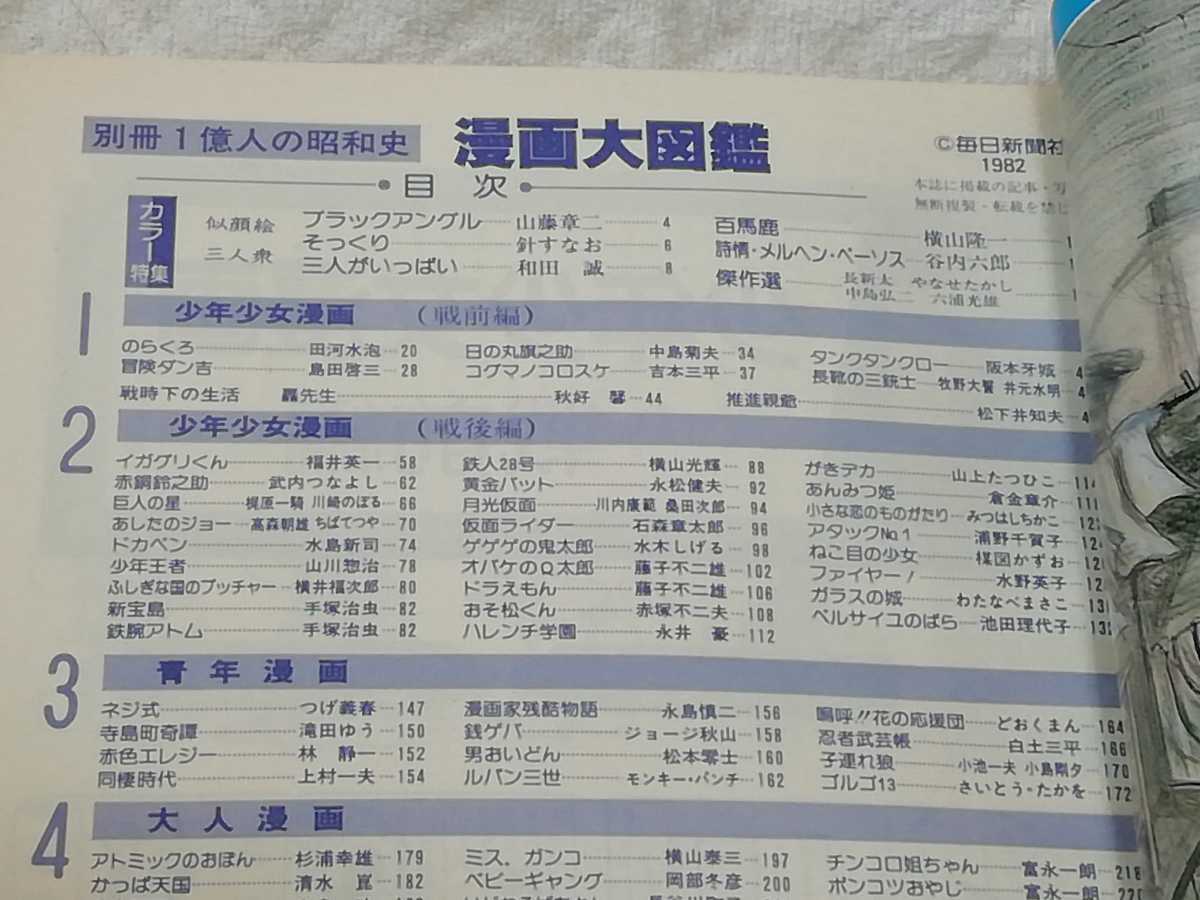 別冊1億人の昭和史 漫画大図鑑
©毎日新聞社
1982
本誌に掲載の記事・写
無断複製・転載を禁じ
目次
カラー特集
似顔絵
三人衆
ブラックアングル 山藤章二 4
そっくり 針すなお 6
三人がいっぱい 和田 誠 8
百馬鹿 横山隆一 1
詩情・メルヘン・ペーソス 谷内六郎 1
傑作選 長新太 やなせたかし 中島弘二 六浦光雄 1
1 少年少女漫画 (戦前編)
のらくろ 田河水泡 20
冒険ダン吉 島田啓三 28
日の丸旗之助 中島菊夫 34
コグマノコロスケ 吉本三平 37
タンクタンクロー 阪本牙城 4
長靴の三銃士 牧野大誓 井元水明 4
戦時下の生活 轟先生 秋好 馨 44
推進親爺 松下井知夫 4
2 少年少女漫画 (戦後編)
イガグリくん 福井英一 58
赤銅鈴之助 武内つなよし 62
巨人の星 梶原一騎 川崎のぼる 66
あしたのジョー 高森朝雄 ちばてつや 70
ドカベン 水島新司 74
少年王者 山川惣治 78
ふしぎな国のプッチャー 横井福次郎 80
新宝島 手塚治虫 82
鉄腕アトム 手塚治虫 82
鉄人28号 横山光輝 88
黄金バット 永松健夫 92
月光仮面 川内康範 桑田次郎 94
仮面ライダー 石森章太郎 96
ゲゲゲの鬼太郎 水木しげる 98
オバケのQ太郎 藤子不二雄 102
ドラえもん 藤子不二雄 106
おそ松くん 赤塚不二夫 108
ハレンチ学園 永井 豪 112
がきデカ 山上たつひこ 114
あんみつ姫 倉金章介 11
小さな恋のものがたり みつはしちかこ 12
アタックNo1 浦野千賀子 12
ねこ目の少女 楳図かずお 12
ファイヤー! 水野英子 12
ガラスの城 わたなべまさこ 13
ベルサイユのばら 池田理代子 132
3 青年漫画
ネジ式 つげ義春 147
寺島町奇譚 滝田ゆう 150
赤色エレジー 林 静一 152
同棲時代 上村一夫 154
漫画家残酷物語 永島慎二 156
銭ゲバ ジョージ秋山 158
男おいどん 松本零士 160
ルパン三世 モンキー・パンチ 162
嗚呼!!花の応援団 どおくまん 164
忍者武芸帳 白土三平 166
子連れ狼 小池一夫 小島剛夕 170
ゴルゴ13 さいとう・たかを 172
4 大人漫画
アトミックのおぼん 杉浦幸雄 179
かっぱ天国 清水 崑 182
ミス、ガンコ 横山泰三 197
ベビーギャング 岡部冬彦 200
チンコロ姐ちゃん 富永一朗 218
ポンコツおやじ 富永一朗 220